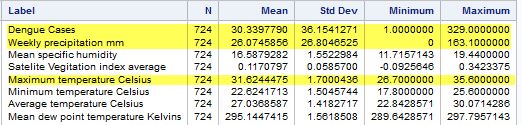 Label N Mean Std Dev Minimum Maximum
Dengue Cases 724 30.3397790 36.1541271 1.0000000 329.0000000
Weekly precipitation mm 724 26.0745856 26.8046525 0 163.1000000
Mean specific humidity 724 16.5879282 1.5522984 11.7157143 19.4400000
Satellite Vegitation index average 724 0.1170797 0.0585700 -0.0925646 0.3423375
Maximum temperature Celsius 724 31.6624475 1.7000436 26.7000000 35.6000000
Minimum temperature Celsius 724 22.6241713 1.5045744 17.8000000 25.6000000
Average temperature Celsius 724 27.0368587 1.4182717 22.8428571 30.0714286
Mean dew point temperature Kelvins 724 295.1447415 1.5618508 289.6428571 297.7957143